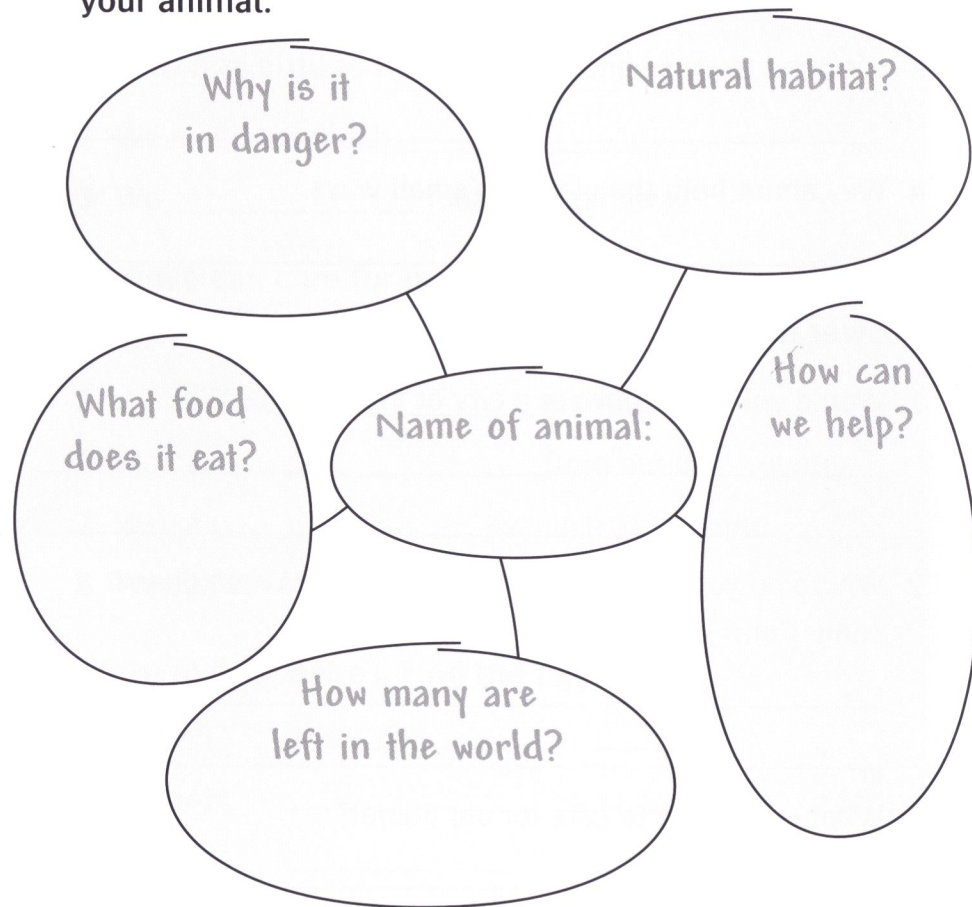 your animal.
Why is it
in danger?
Natural habitat?
What food
does it eat?
Name of animal:
How can
we help?
How many are
left in the world?